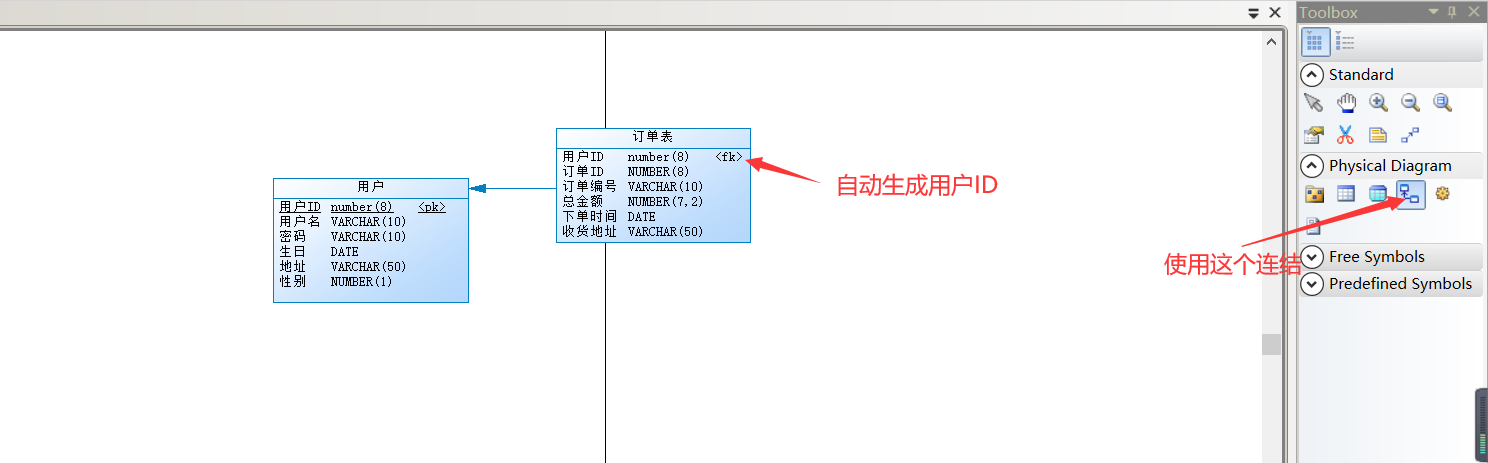 Toolbox
Standard
Physical Diagram
Free Symbols
Predefined Symbols
订单表
用户ID number(8) <fk>
订单ID NUMBER(8)
订单编号 VARCHAR(10)
总金额 NUMBER(7,2)
下单时间 DATE
收货地址 VARCHAR(50)
用户
用户ID number(8) <pk>
用户名 VARCHAR(10)
密码 VARCHAR(10)
生日 DATE
地址 VARCHAR(50)
性别 NUMBER(1)
自动生成用户ID
使用这个连结